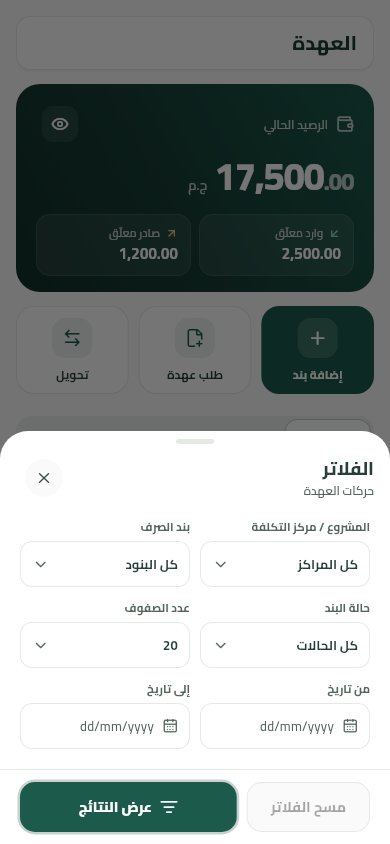 العهدة
الرصيد الحالي
17,500.00 ج.م
وارد معلّق
2,500.00
صادر معلّق
1,200.00
إضافة بند
طلب عهدة
تحويل
الفلاتر
حركات العهدة
المشروع / مركز التكلفة
كل المراكز
بند الصرف
كل البنود
حالة البند
كل الحالات
عدد الصفوف
20
من تاريخ
dd/mm/yyyy
إلى تاريخ
dd/mm/yyyy
مسح الفلاتر
عرض النتائج